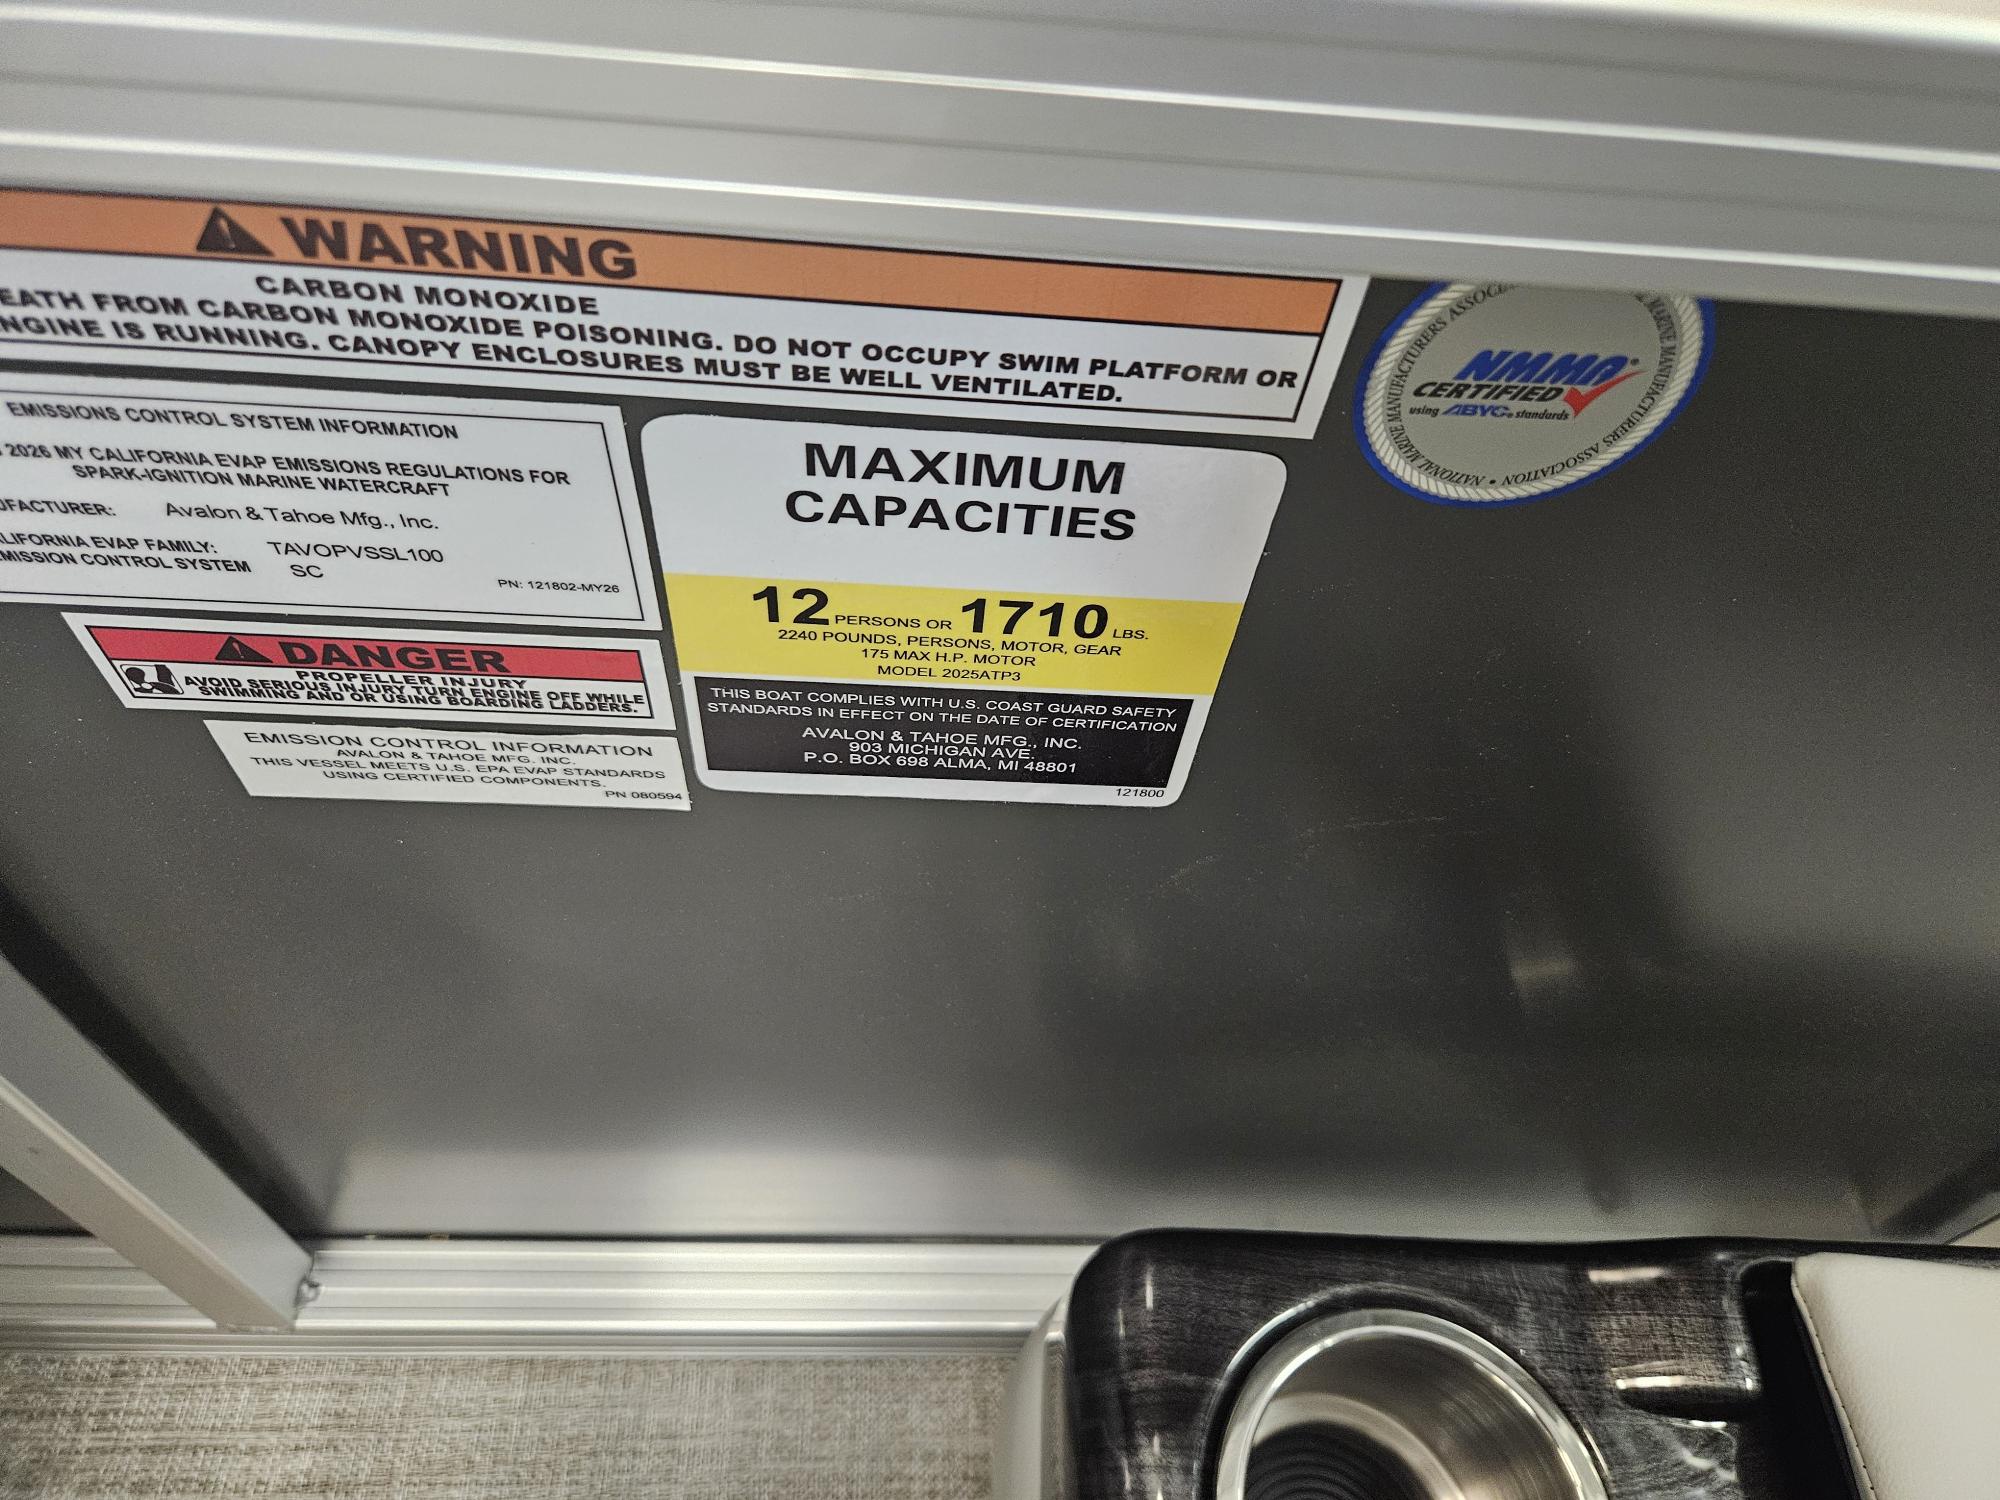 WARNING
CARBON MONOXIDE
EATH FROM CARBON MONOXIDE POISONING. DO NOT OCCUPY SWIM PLATFORM OR
NGINE IS RUNNING. CANOPY ENCLOSURES MUST BE WELL VENTILATED.
EMISSIONS CONTROL SYSTEM INFORMATION
2026 MY CALIFORNIA EVAP EMISSIONS REGULATIONS FOR
SPARK-IGNITION MARINE WATERCRAFT
UFACTURER: Avalon & Tahoe Mfg., Inc.
ALIFORNIA EVAP FAMILY: TAVOPVSSL100
EMISSION CONTROL SYSTEM SC
PN: 121802-MY26
DANGER
PROPELLER INJURY
AVOID SERIOUS INJURY TURN ENGINE OFF WHILE
SWIMMING AND OR USING BOARDING LADDERS.
EMISSION CONTROL INFORMATION
AVALON & TAHOE MFG. INC.
THIS VESSEL MEETS U.S. EPA EVAP STANDARDS
USING CERTIFIED COMPONENTS.
PN 080594
MAXIMUM
CAPACITIES
12 PERSONS OR 1710 LBS.
2240 POUNDS, PERSONS, MOTOR, GEAR
175 MAX H.P. MOTOR
MODEL 2025ATP3
THIS BOAT COMPLIES WITH U.S. COAST GUARD SAFETY
STANDARDS IN EFFECT ON THE DATE OF CERTIFICATION
AVALON & TAHOE MFG., INC.
903 MICHIGAN AVE.
P.O. BOX 698 ALMA, MI 48801
121800
NMMA®
CERTIFIED
using ABYC® standards
NATIONAL MARINE MANUFACTURERS ASSOC
MARINE MANUFACTURERS ASSOCIATION